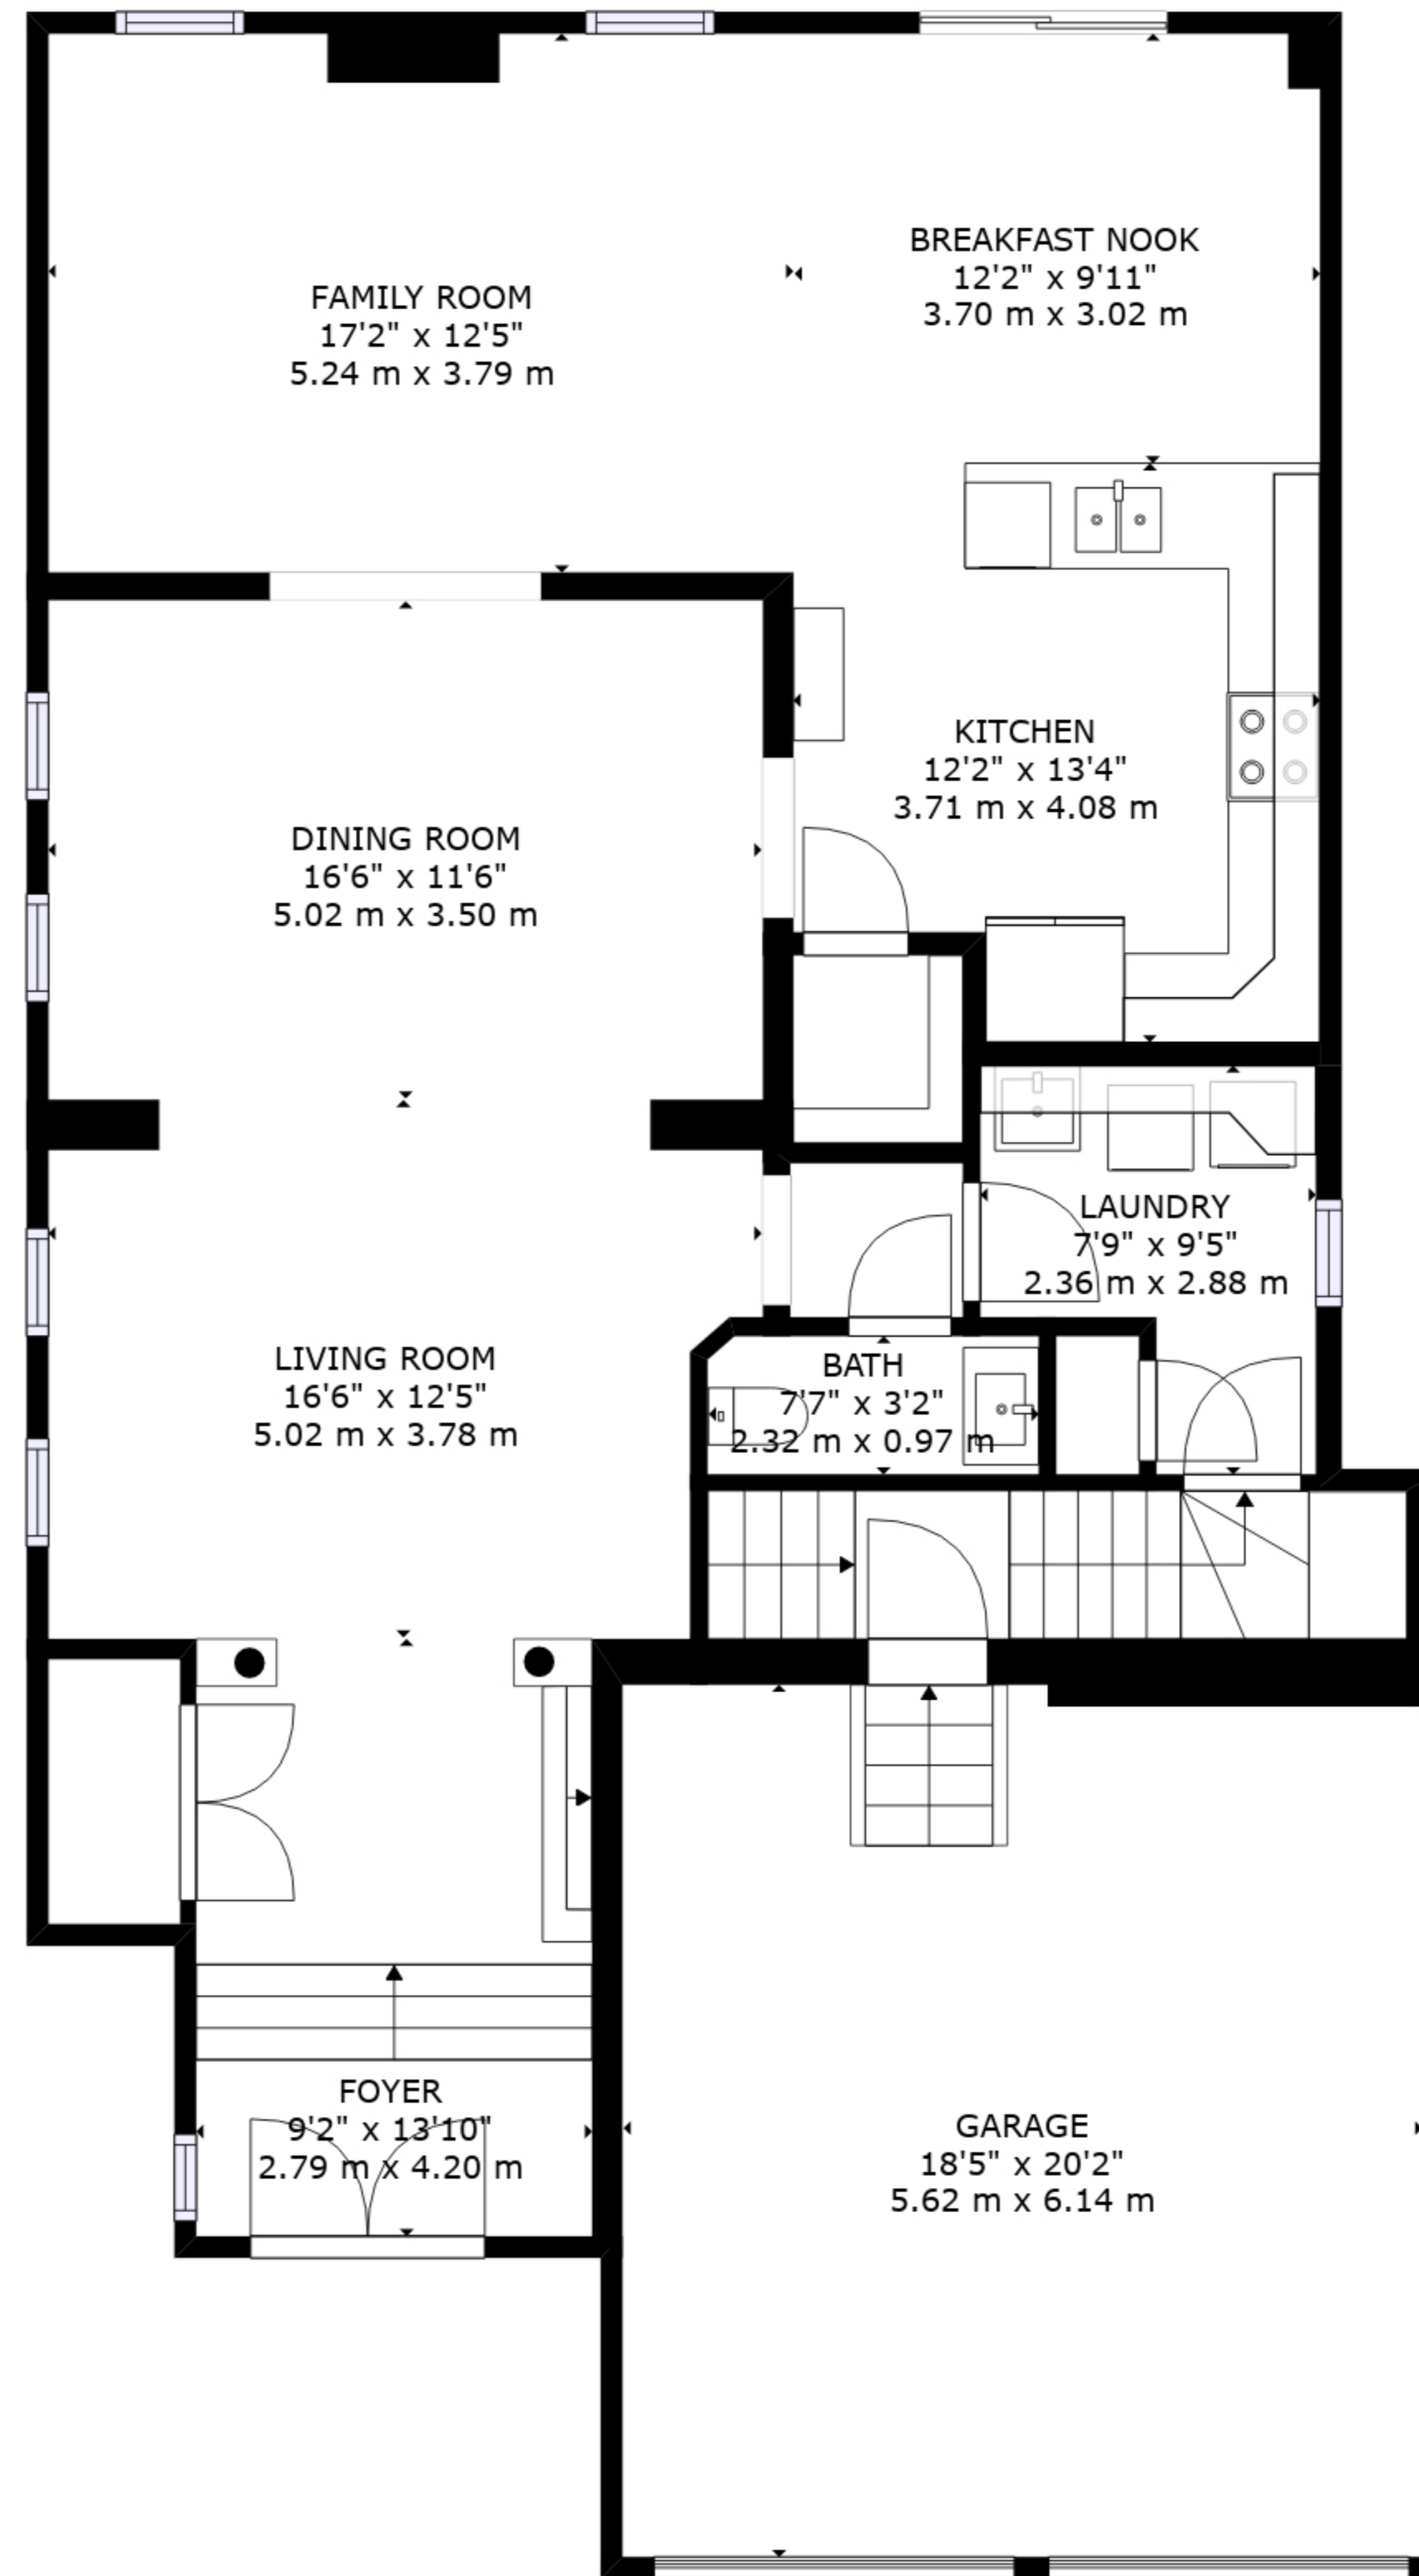 BREAKFAST NOOK
12'2" x 9'11"
3.70 m x 3.02 m
FAMILY ROOM
17'2" x 12'5"
5.24 m x 3.79 m
KITCHEN
12'2" x 13'4"
3.71 m x 4.08 m
DINING ROOM
16'6" x 11'6"
5.02 m x 3.50 m
LAUNDRY
7'9" x 9'5"
2.36 m x 2.88 m
LIVING ROOM
16'6" x 12'5"
5.02 m x 3.78 m
BATH
7'7" x 3'2"
2.32 m x 0.97 m
FOYER
9'2" x 13'10"
2.79 m x 4.20 m
GARAGE
18'5" x 20'2"
5.62 m x 6.14 m